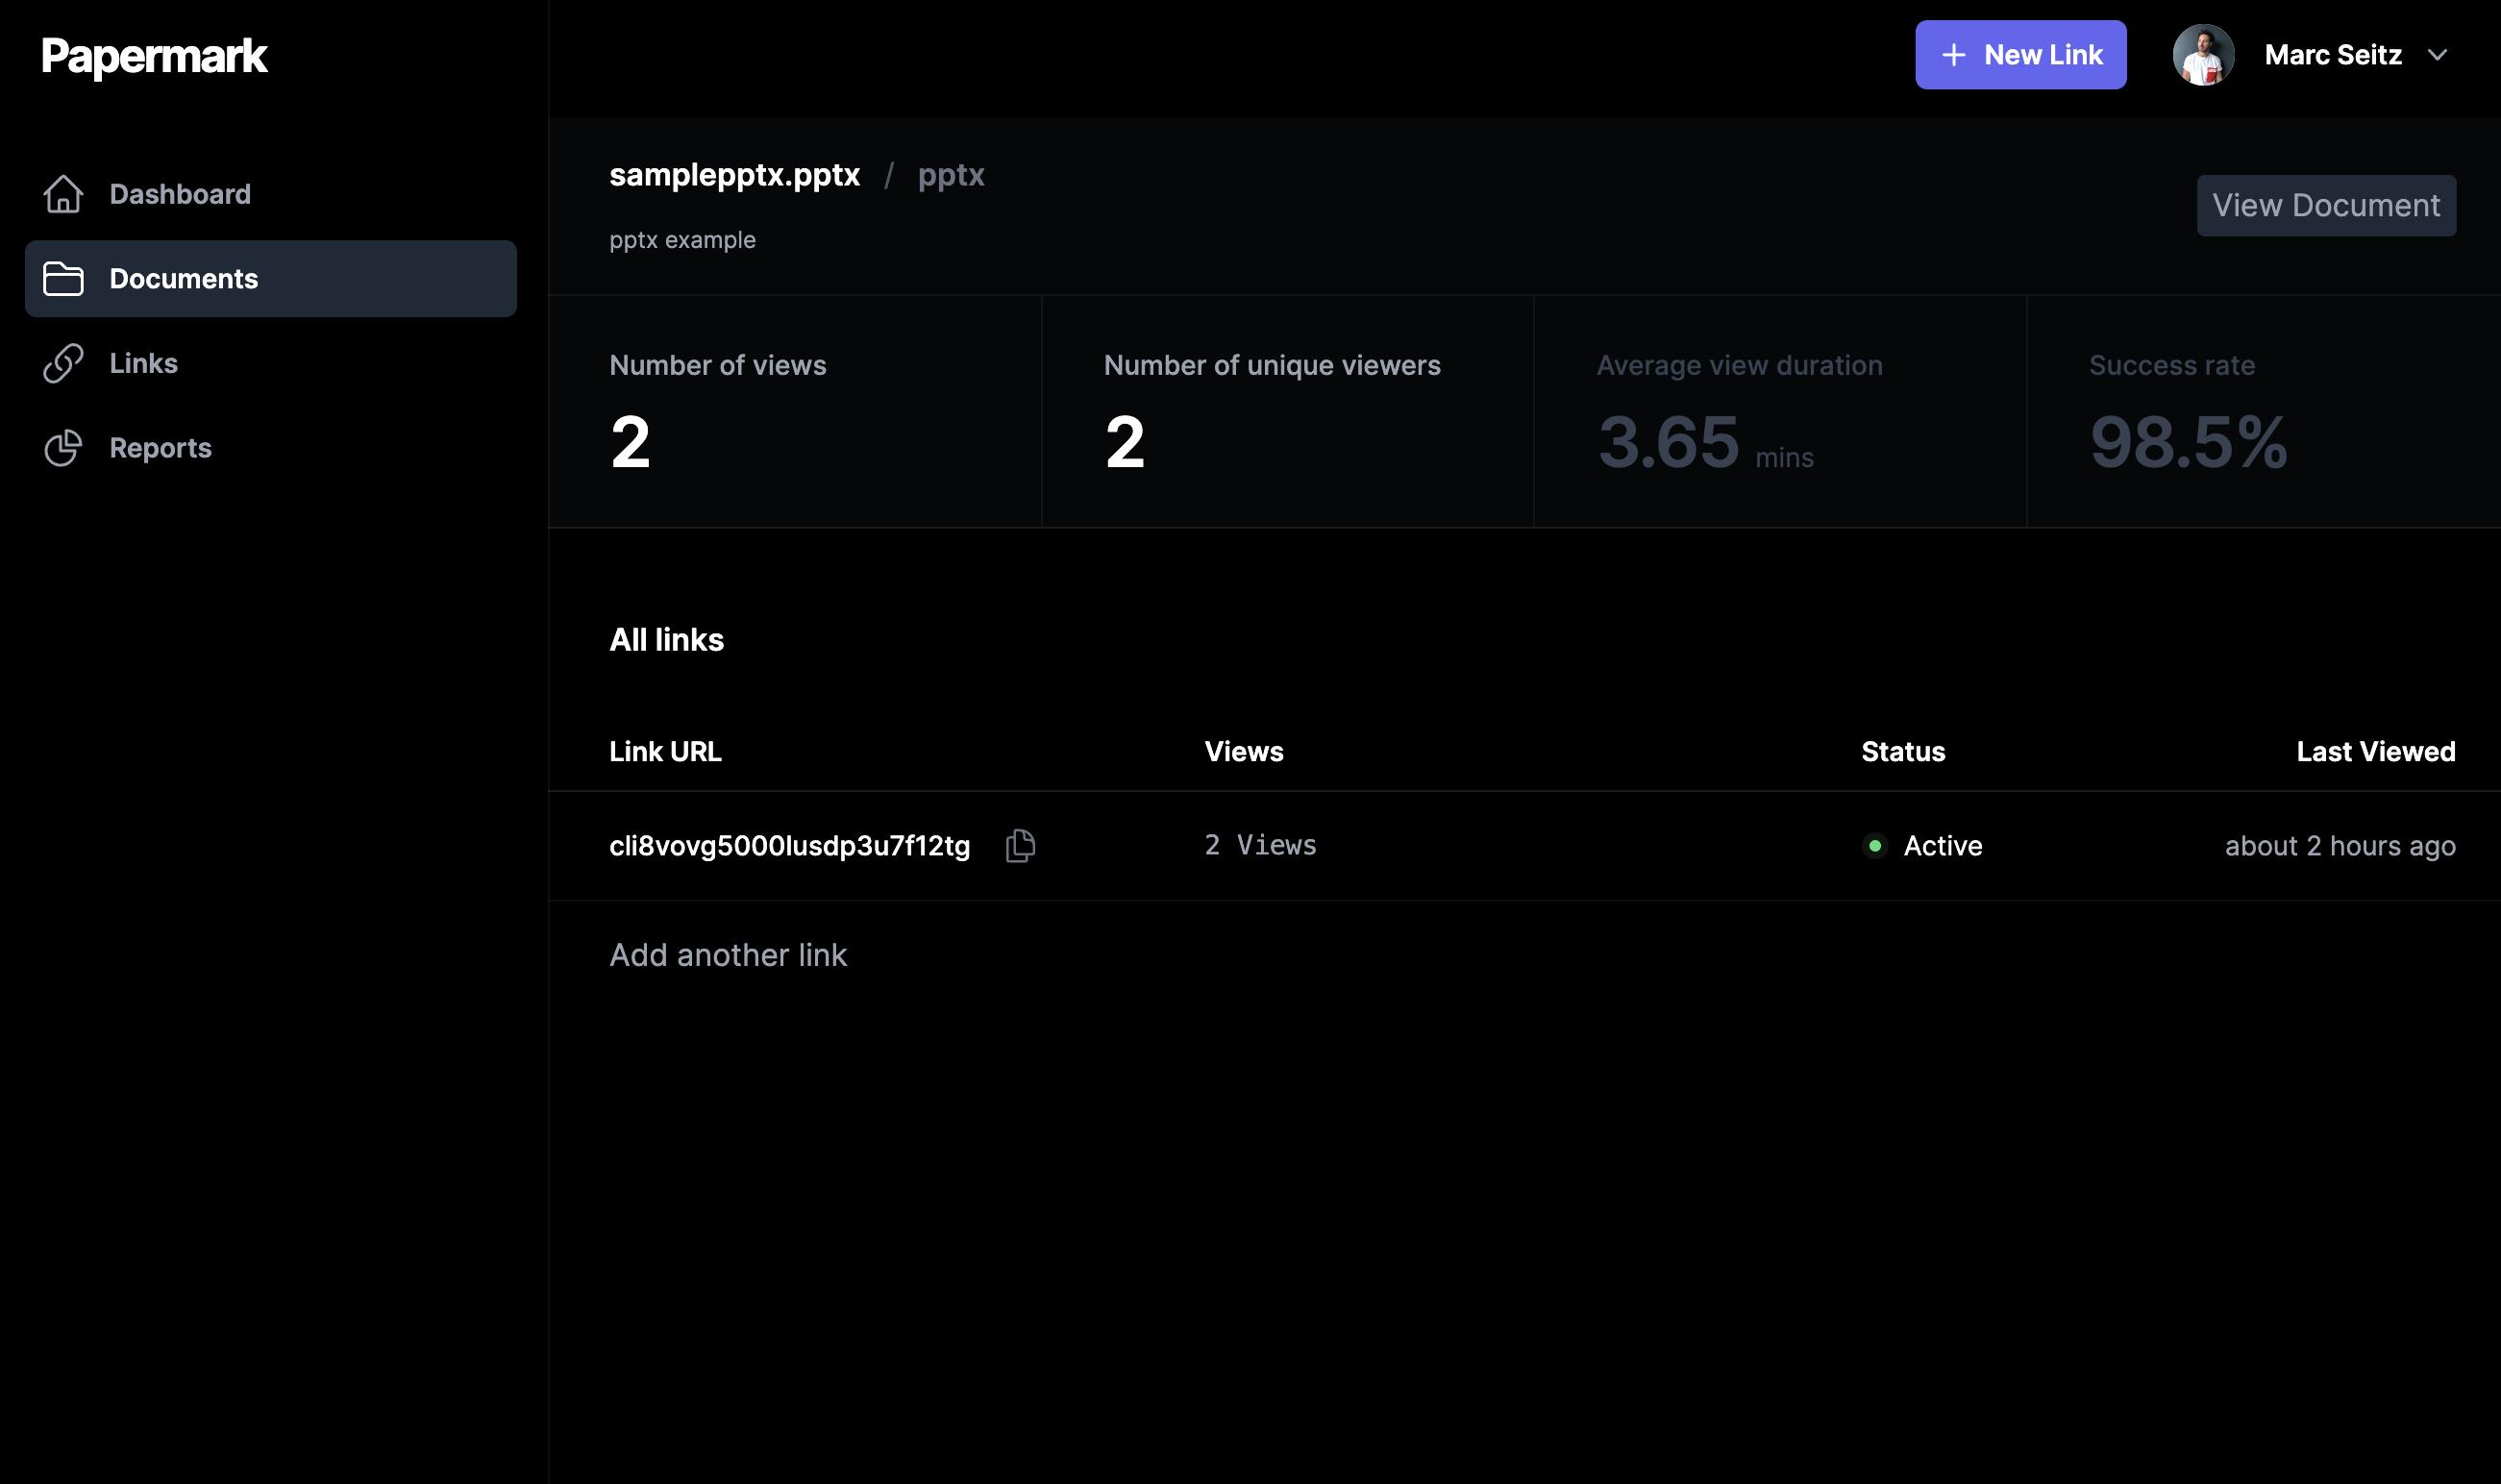 Papermark
New Link
Marc Seitz
Dashboard
Documents
Links
Reports
samplepptx.pptx / pptx
pptx example
View Document
Number of views
2
Number of unique viewers
2
Average view duration
3.65 mins
Success rate
98.5%
All links
Link URL Views Status Last Viewed
cli8vovg5000lusdp3u7f12tg 2 Views Active about 2 hours ago
Add another link